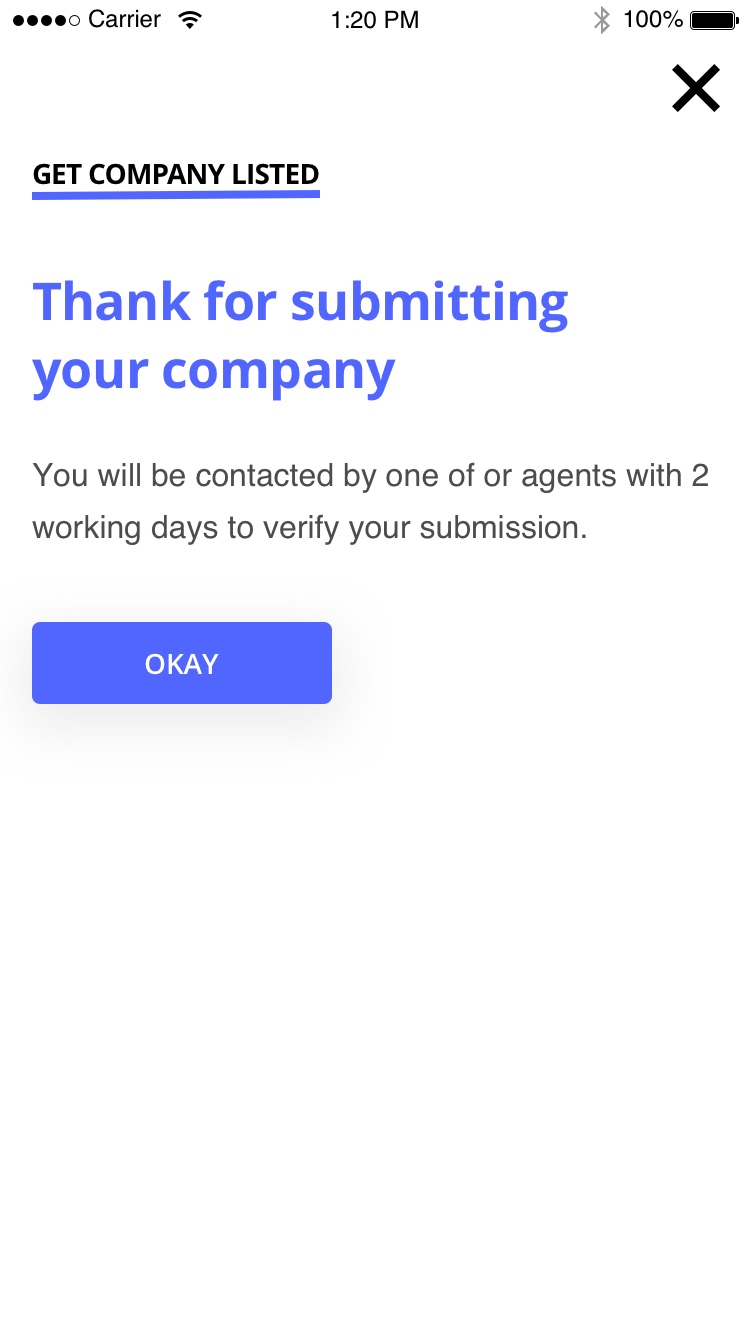 Carrier 1:20 PM 100%
GET COMPANY LISTED
Thank for submitting
your company
You will be contacted by one of or agents with 2
working days to verify your submission.
OKAY